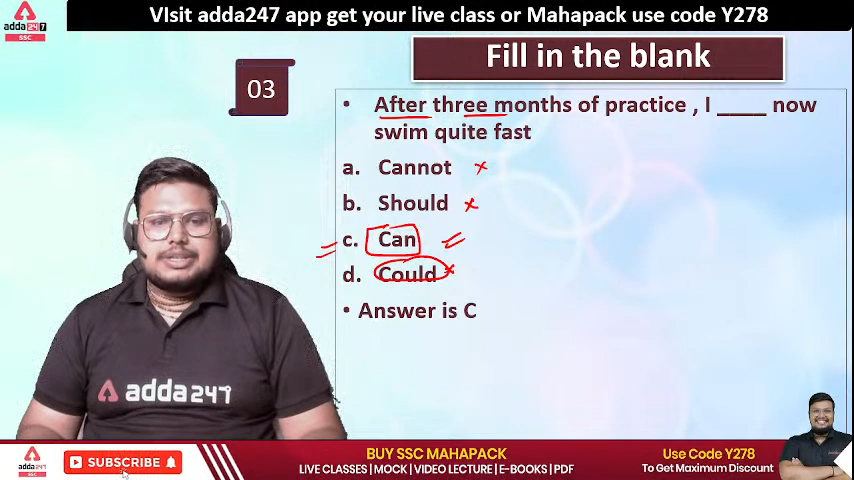 VIsit adda247 app get your live class or Mahapack use code Y278
adda247
SSC
Fill in the blank
03
• After three months of practice , I ____ now
swim quite fast
a. Cannot
b. Should
c. Can
d. Could
• Answer is C
adda247
adda247
SSC
SUBSCRIBE
BUY SSC MAHAPACK
LIVE CLASSES | MOCK | VIDEO LECTURE | E-BOOKS | PDF
Use Code Y278
To Get Maximum Discount